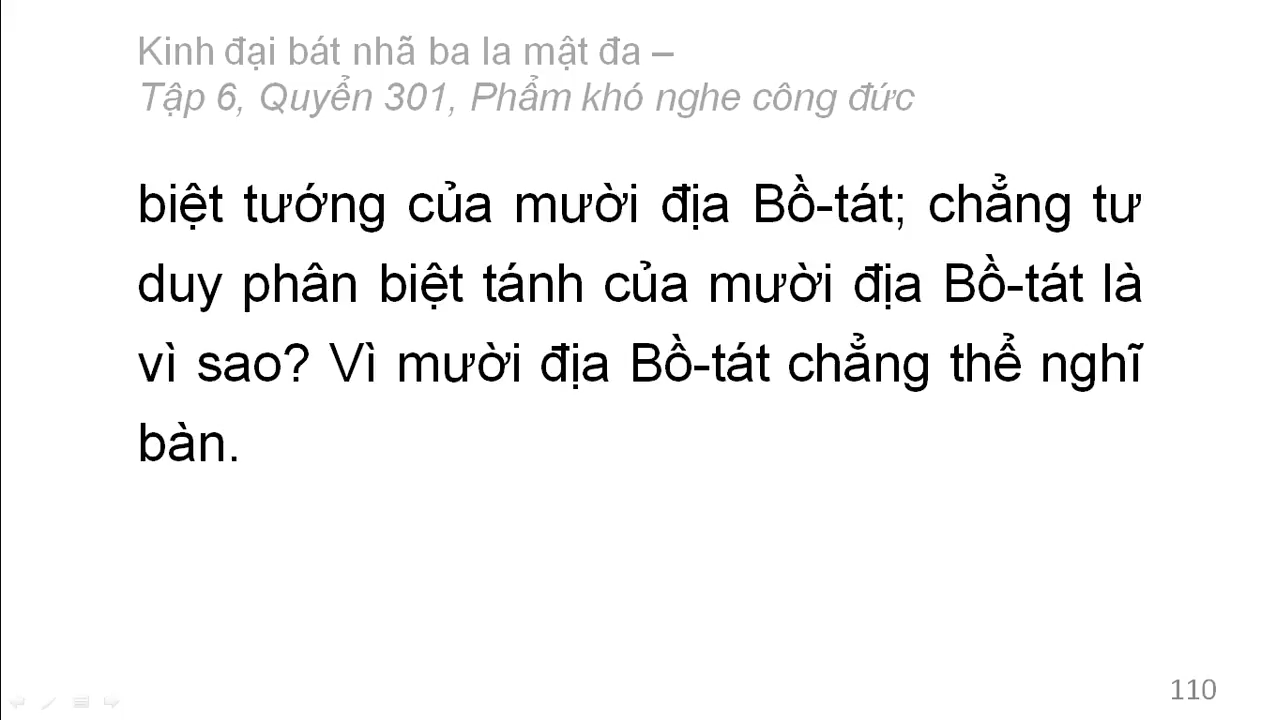 Kinh đại bát nhã ba la mật đa –
Tập 6, Quyển 301, Phẩm khó nghe công đức
biệt tướng của mười địa Bồ-tát; chẳng tư
duy phân biệt tánh của mười địa Bồ-tát là
vì sao? Vì mười địa Bồ-tát chẳng thể nghĩ
bàn.
110